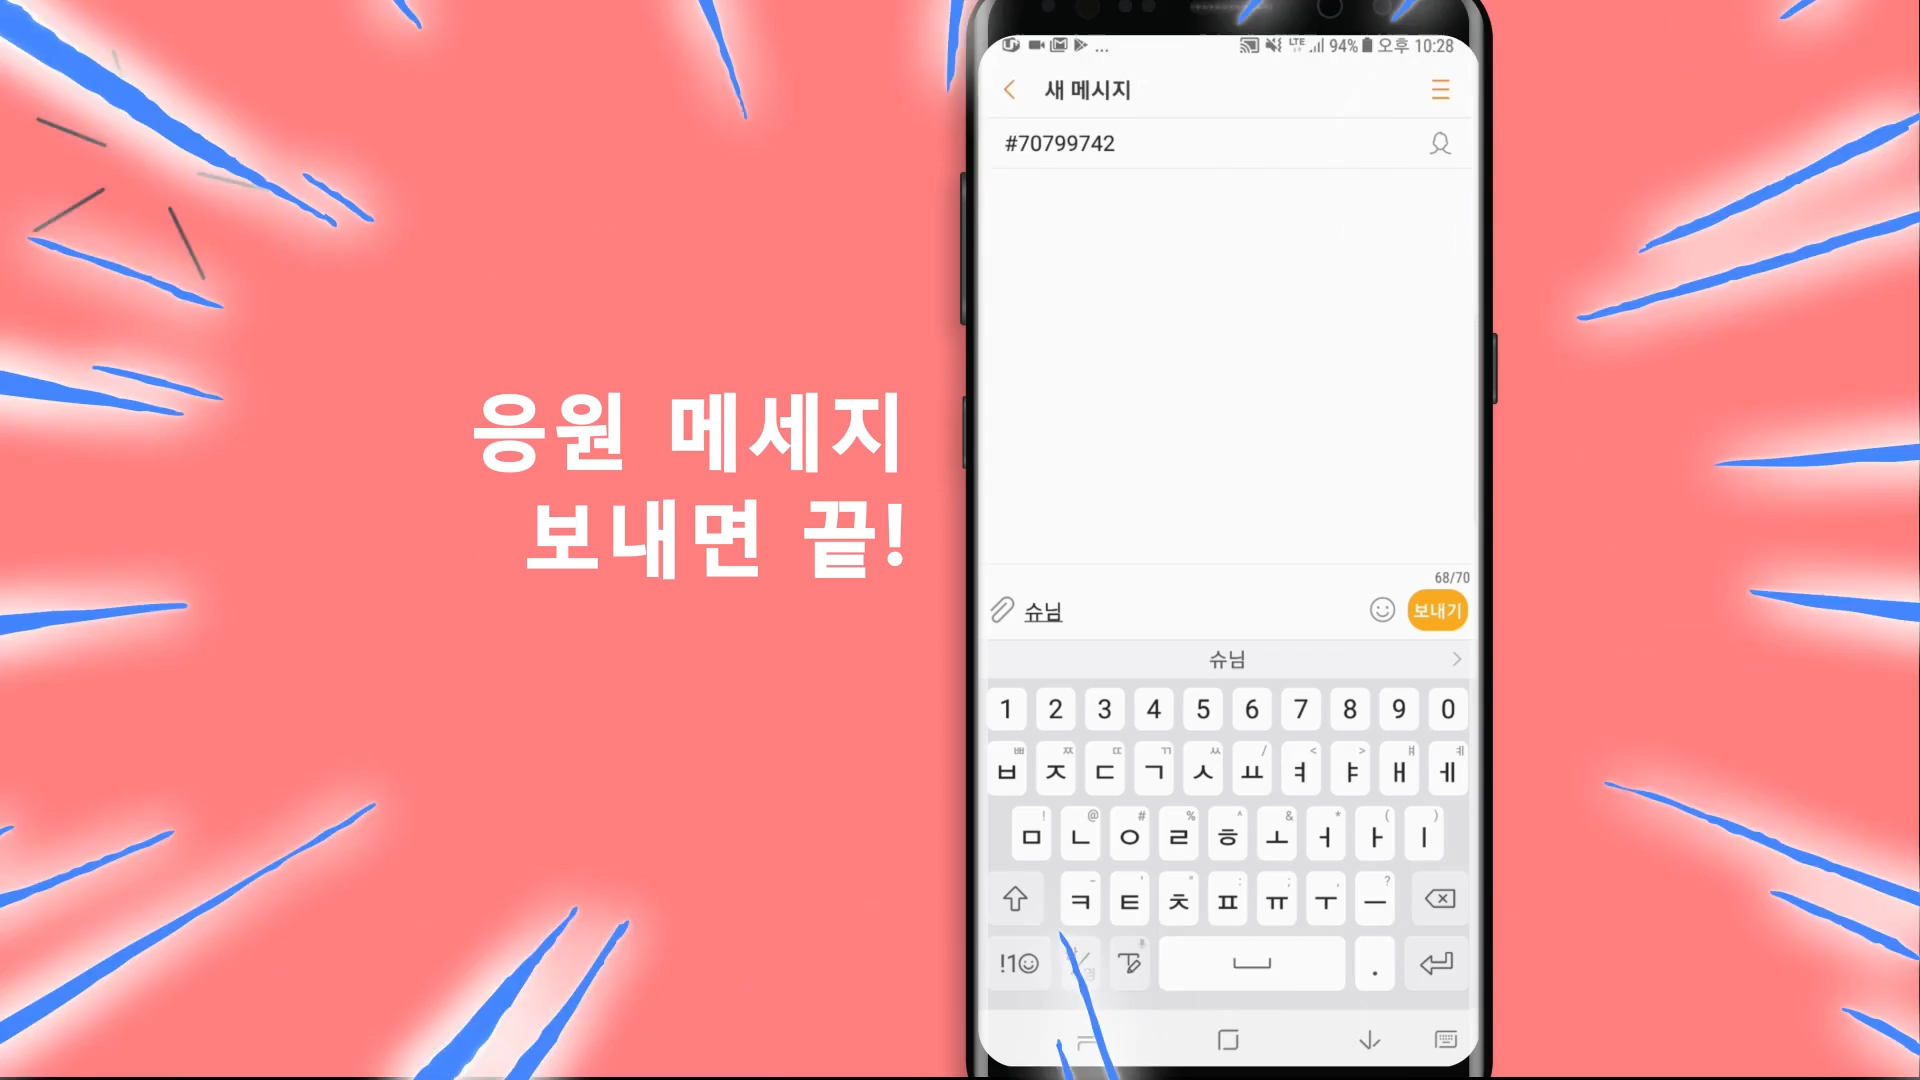 응원 메세지
보내면 끝!
... LTE 94% 오후 10:28
새 메시지
#70799742
68/70
슈님
보내기
슈님
1 2 3 4 5 6 7 8 9 0
ㅃ ㅉ ㄸ ㄲ ㅆ / < > ㅒ ㅖ
ㅂ ㅈ ㄷ ㄱ ㅅ ㅛ ㅕ ㅑ ㅐ ㅔ
! @ # % ^ & * ( )
ㅁ ㄴ ㅇ ㄹ ㅎ ㅗ ㅓ ㅏ ㅣ
- ' " : ; , ?
ㅋ ㅌ ㅊ ㅍ ㅠ ㅜ ㅡ
!1☺ .